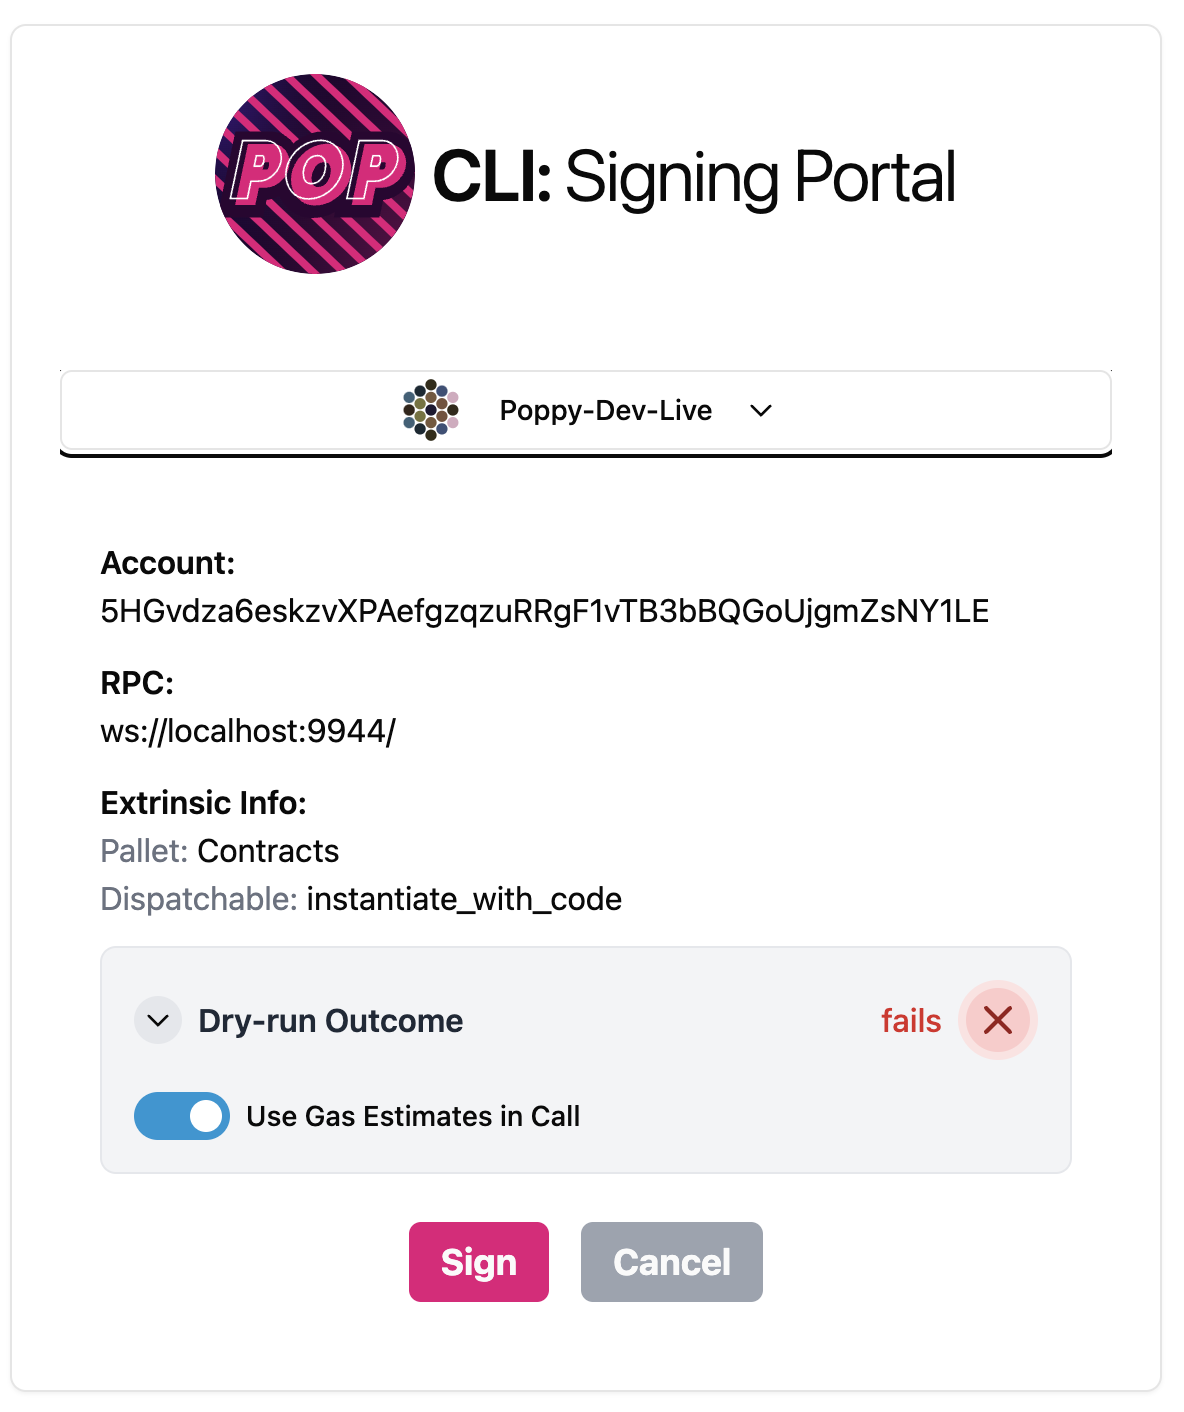 POP CLI: Signing Portal
Poppy-Dev-Live
Account:
5HGvdza6eskzvXPAefgzqzuRRgF1vTB3bBQGoUjgmZsNY1LE
RPC:
ws://localhost:9944/
Extrinsic Info:
Pallet: Contracts
Dispatchable: instantiate_with_code
Dry-run Outcome fails
Use Gas Estimates in Call
Sign Cancel